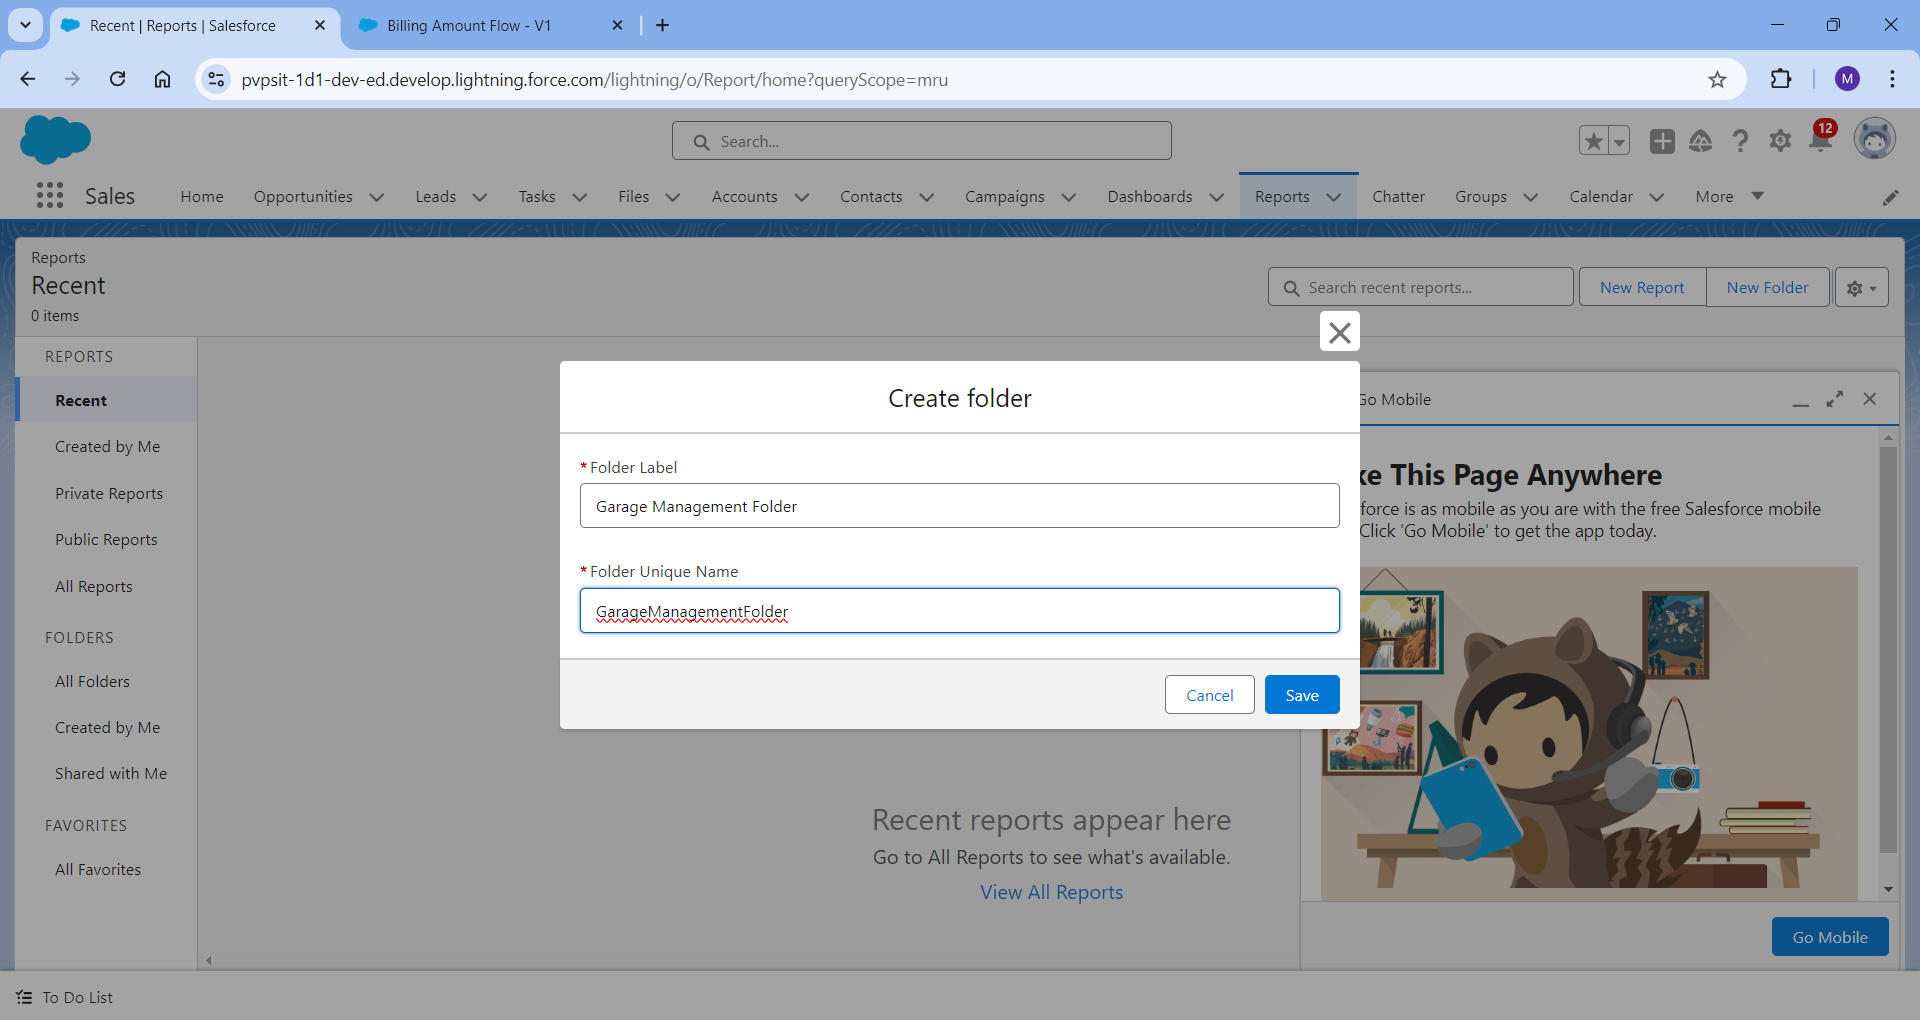 Recent | Reports | Salesforce
Billing Amount Flow - V1
pvpsit-1d1-dev-ed.develop.lightning.force.com/lightning/o/Report/home?queryScope=mru
M
Search...
12
Sales
Home
Opportunities
Leads
Tasks
Files
Accounts
Contacts
Campaigns
Dashboards
Reports
Chatter
Groups
Calendar
More
Reports
Recent
0 items
Search recent reports...
New Report
New Folder
REPORTS
Recent
Created by Me
Private Reports
Public Reports
All Reports
FOLDERS
All Folders
Created by Me
Shared with Me
FAVORITES
All Favorites
Create folder
*Folder Label
Garage Management Folder
*Folder Unique Name
GarageManagementFolder
Cancel
Save
Recent reports appear here
Go to All Reports to see what's available.
View All Reports
Go Mobile
ke This Page Anywhere
force is as mobile as you are with the free Salesforce mobile
Click 'Go Mobile' to get the app today.
Go Mobile
To Do List